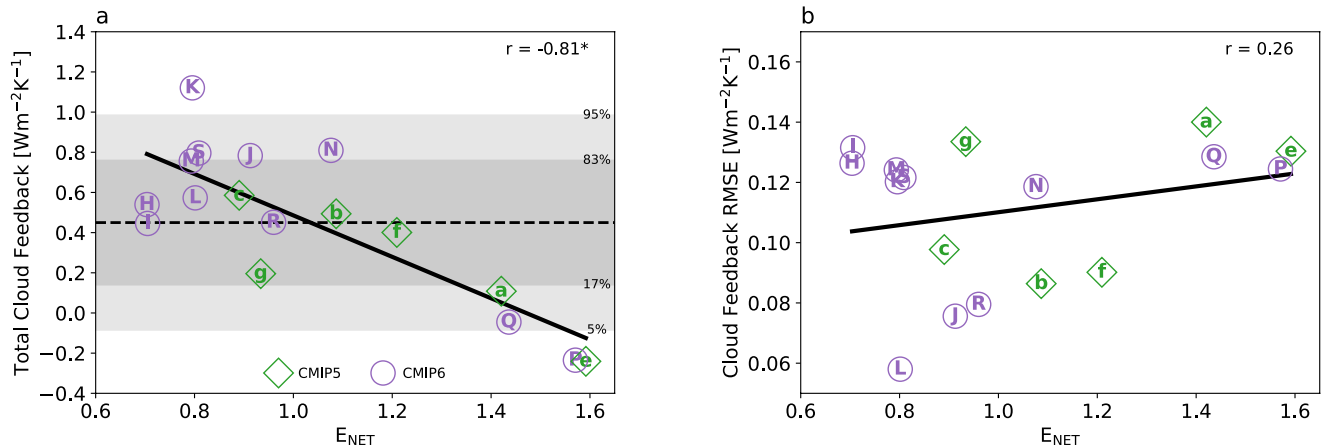 a
r = -0.81*
Total Cloud Feedback [Wm−2K−1]
1.4
1.2
1.0
0.8
0.6
0.4
0.2
0.0
−0.2
−0.4
95%
83%
17%
5%
K
S
M
J
N
L
H
I
c
R
b
f
g
a
Q
P
e
CMIP5
CMIP6
0.6
0.8
1.0
1.2
1.4
1.6
ENET
b
r = 0.26
Cloud Feedback RMSE [Wm−2K−1]
0.16
0.14
0.12
0.10
0.08
0.06
a
g
I
H
M
K
S
N
Q
e
P
c
b
f
R
J
L
0.6
0.8
1.0
1.2
1.4
1.6
ENET